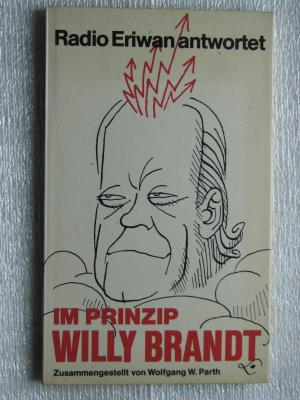 Radio Eriwan antwortet
IM PRINZIP
WILLY BRANDT
Zusammengestellt von Wolfgang W. Parth